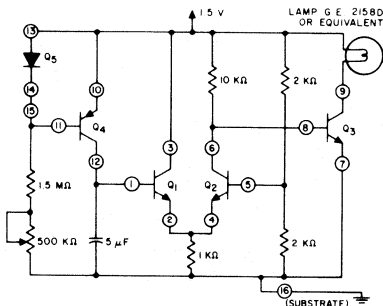 LAMP G E 2158D
OR EQUIVALENT
1.5 V
13
Q5
14
15
11
10
Q4
12
1.5 MΩ
500 KΩ
5 µF
1
3
Q1
2
10 KΩ
6
Q2
4
5
2 KΩ
2 KΩ
1 KΩ
8
9
Q3
7
16
(SUBSTRATE)